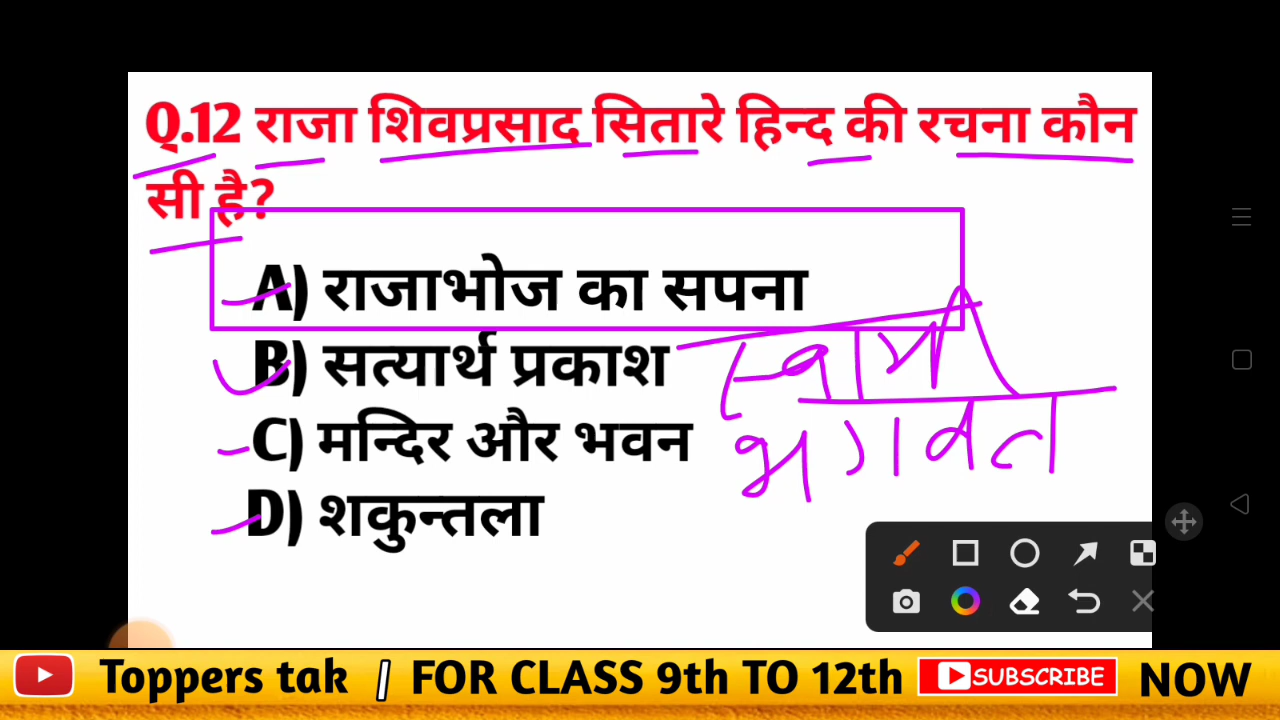 Q.12 राजा शिवप्रसाद सितारे हिन्द की रचना कौन
सी है?
A) राजाभोज का सपना
B) सत्यार्थ प्रकाश
स्वामी
C) मन्दिर और भवन
भगवत
D) शकुन्तला
Toppers tak / FOR CLASS 9th TO 12th SUBSCRIBE NOW